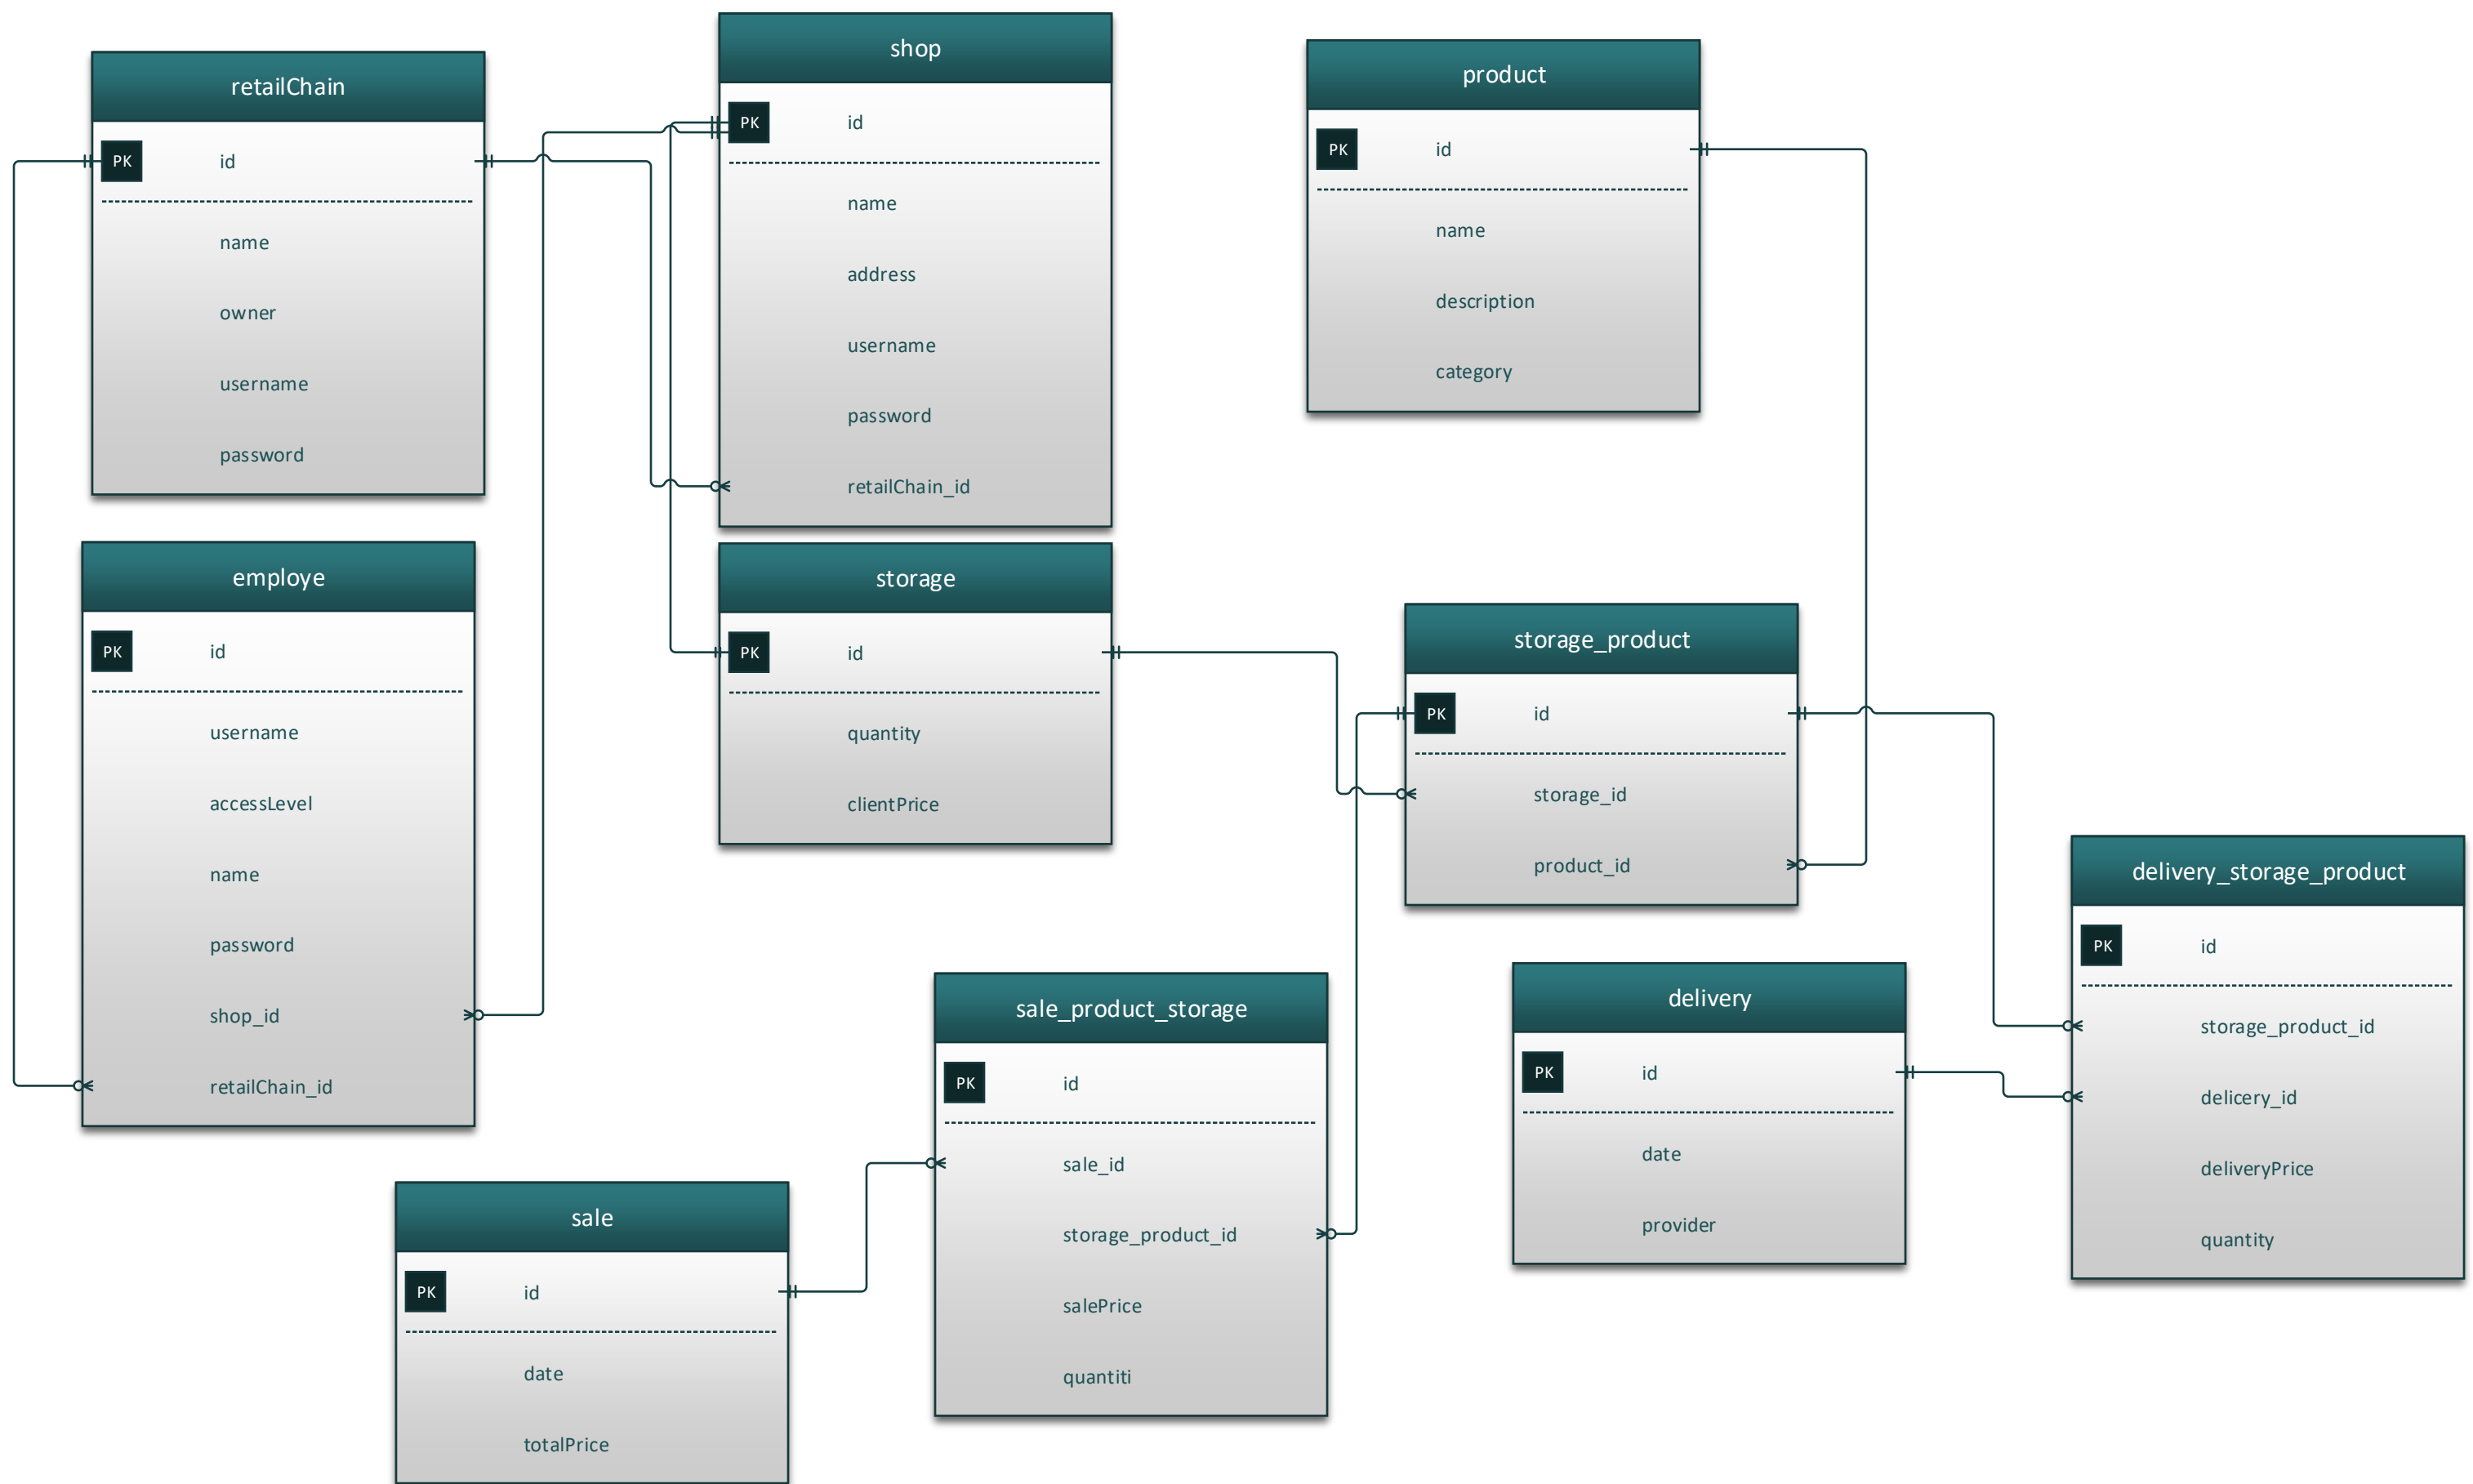 retailChain
PK id
name
owner
username
password
shop
PK id
name
address
username
password
retailChain_id
product
PK id
name
description
category
employe
PK id
username
accessLevel
name
password
shop_id
retailChain_id
storage
PK id
quantity
clientPrice
storage_product
PK id
storage_id
product_id
delivery_storage_product
PK id
storage_product_id
delicery_id
deliveryPrice
quantity
delivery
PK id
date
provider
sale_product_storage
PK id
sale_id
storage_product_id
salePrice
quantiti
sale
PK id
date
totalPrice